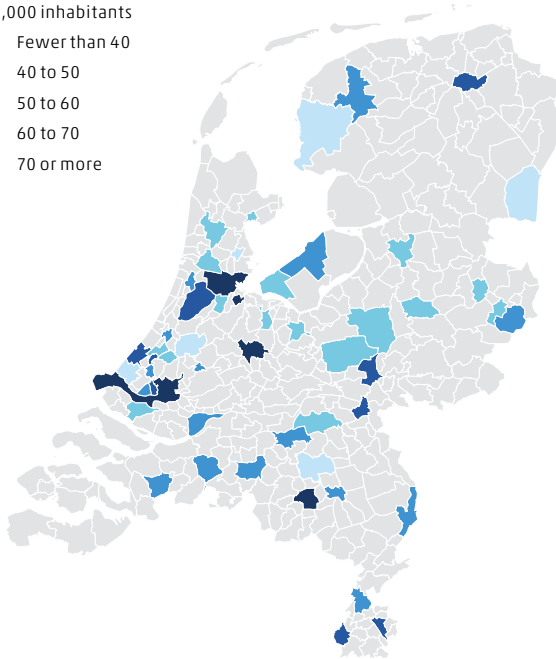 ,000 inhabitants
Fewer than 40
40 to 50
50 to 60
60 to 70
70 or more